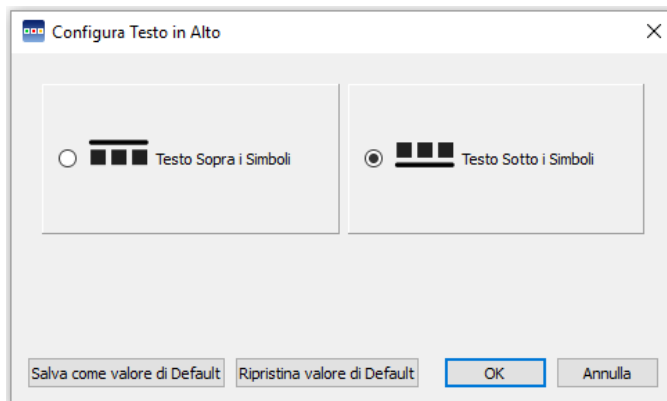 Configura Testo in Alto
Testo Sopra i Simboli
Testo Sotto i Simboli
Salva come valore di Default
Ripristina valore di Default
OK
Annulla